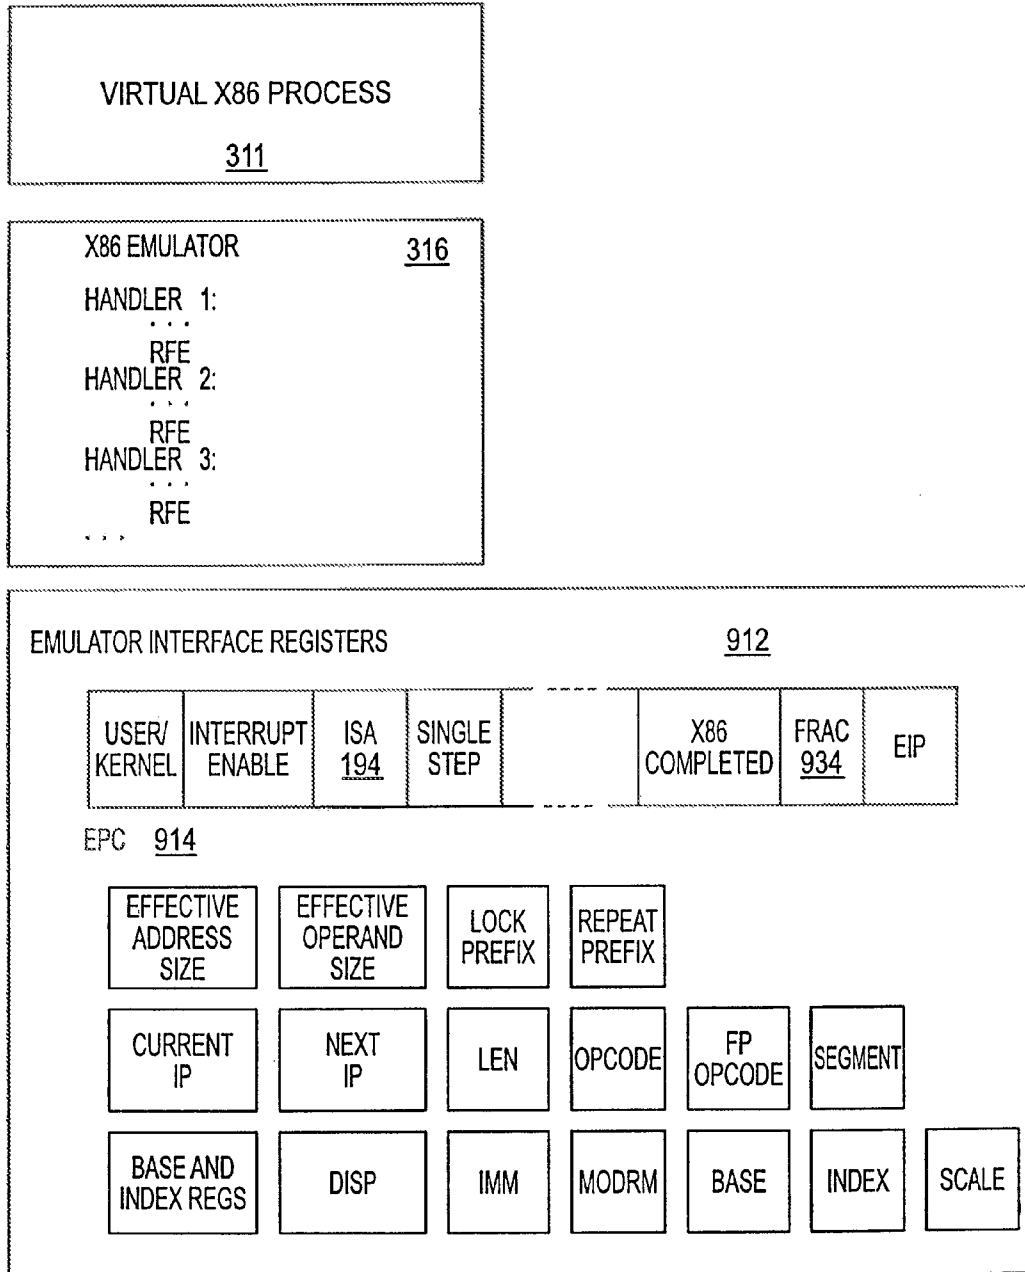 VIRTUAL X86 PROCESS
311
X86 EMULATOR 316
HANDLER 1:
. . .
RFE
HANDLER 2:
. . .
RFE
HANDLER 3:
. . .
RFE
. . .
EMULATOR INTERFACE REGISTERS 912
USER/
KERNEL
INTERRUPT
ENABLE
ISA
194
SINGLE
STEP
X86
COMPLETED
FRAC
934
EIP
EPC 914
EFFECTIVE
ADDRESS
SIZE
EFFECTIVE
OPERAND
SIZE
LOCK
PREFIX
REPEAT
PREFIX
CURRENT
IP
NEXT
IP
LEN
OPCODE
FP
OPCODE
SEGMENT
BASE AND
INDEX REGS
DISP
IMM
MODRM
BASE
INDEX
SCALE